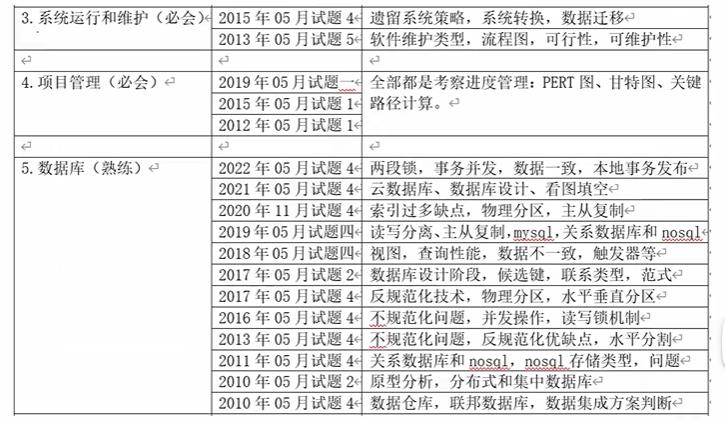 3.系统运行和维护（必会） 2015 年 05 月试题 4 遗留系统策略，系统转换，数据迁移
2013 年 05 月试题 5 软件维护类型，流程图，可行性，可维护性
4.项目管理（必会） 2019 年 05 月试题一 全部都是考察进度管理：PERT 图、甘特图、关键
2015 年 05 月试题 1 路径计算。
2012 年 05 月试题 1
5.数据库（熟练） 2022 年 05 月试题 4 两段锁，事务并发，数据一致，本地事务发布
2021 年 05 月试题 4 云数据库、数据库设计、看图填空
2020 年 11 月试题 4 索引过多缺点，物理分区，主从复制
2019 年 05 月试题四 读写分离、主从复制，mysql，关系数据库和 nosql
2018 年 05 月试题四 视图，查询性能，数据不一致，触发器等
2017 年 05 月试题 2 数据库设计阶段，候选键，联系类型，范式
2017 年 05 月试题 4 反规范化技术，物理分区，水平垂直分区
2016 年 05 月试题 4 不规范化问题，并发操作，读写锁机制
2013 年 05 月试题 4 不规范化问题，反规范化优缺点，水平分割
2011 年 05 月试题 4 关系数据库和 nosql，nosql 存储类型，问题
2010 年 05 月试题 2 原型分析，分布式和集中数据库
2010 年 05 月试题 4 数据仓库，联邦数据库，数据集成方案判断